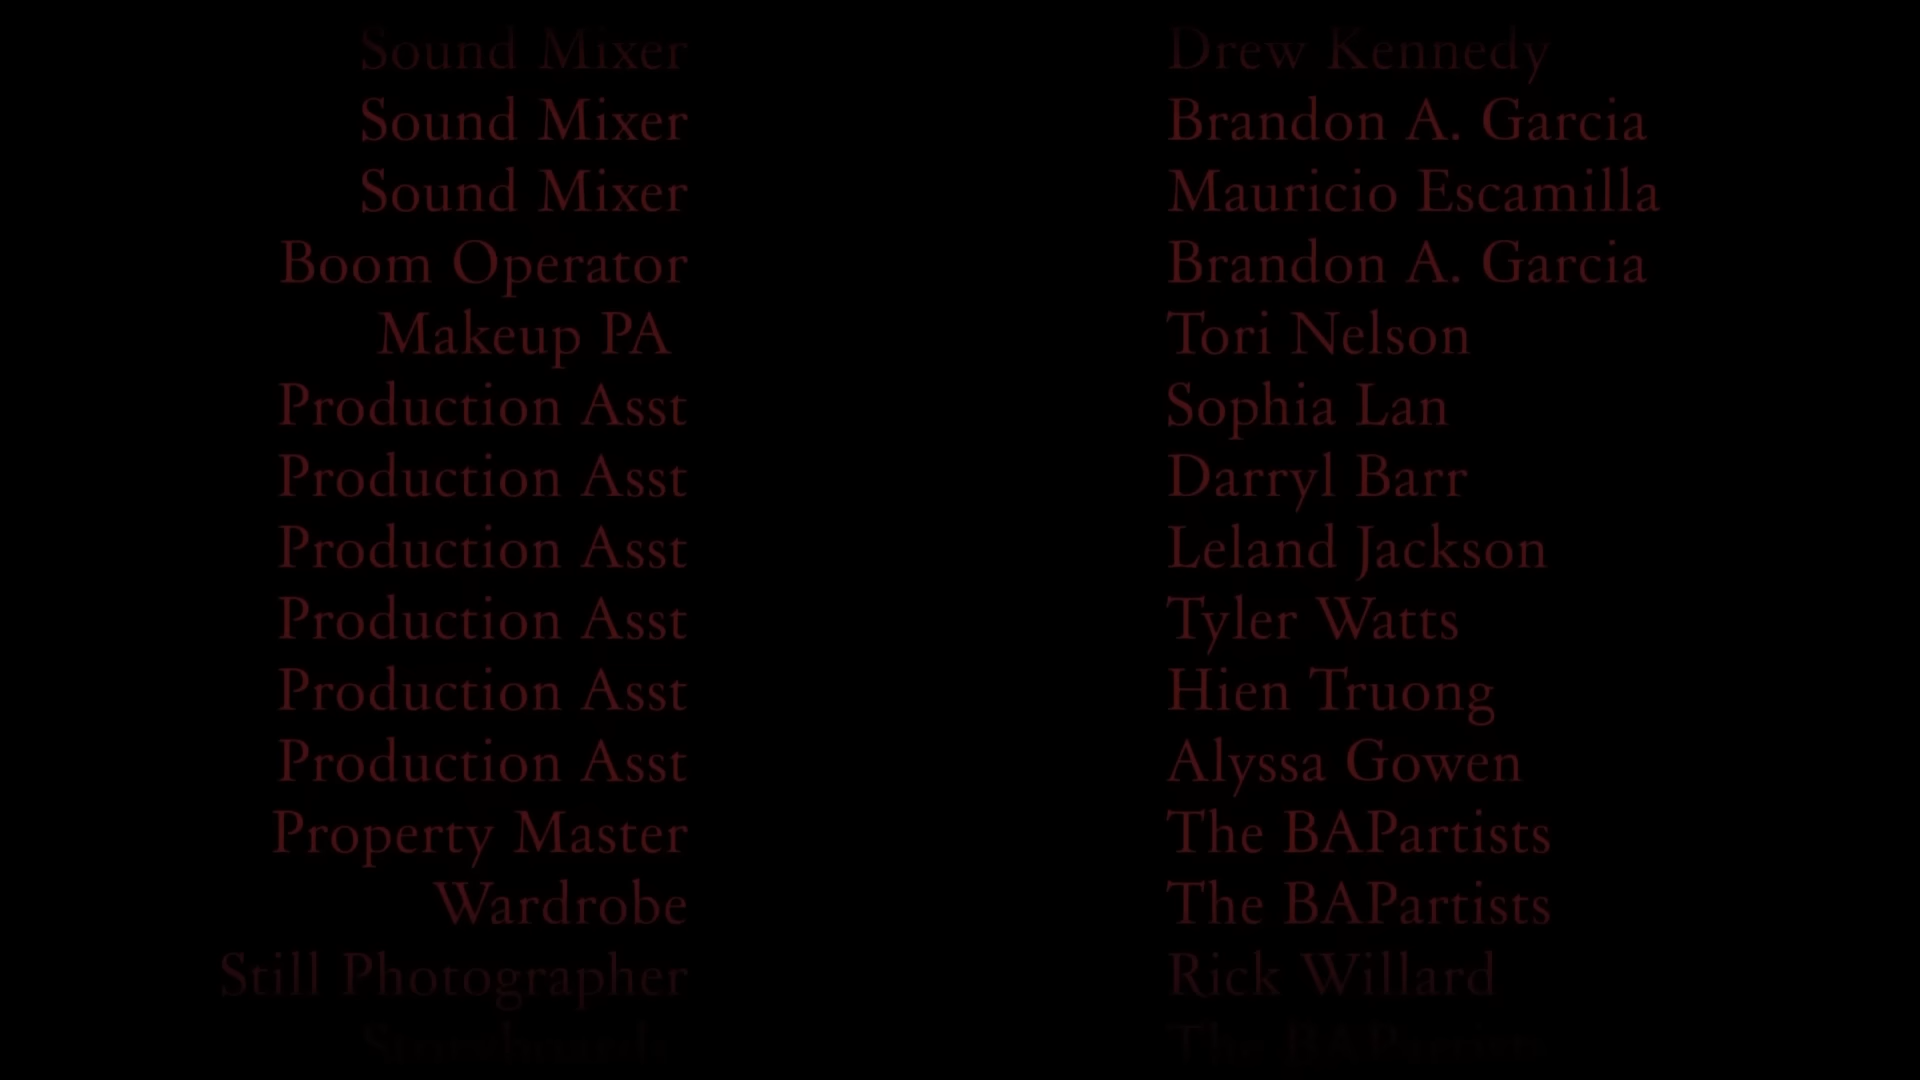 Sound Mixer Drew Kennedy
Sound Mixer Brandon A. Garcia
Sound Mixer Mauricio Escamilla
Boom Operator Brandon A. Garcia
Makeup PA Tori Nelson
Production Asst Sophia Lan
Production Asst Darryl Barr
Production Asst Leland Jackson
Production Asst Tyler Watts
Production Asst Hien Truong
Production Asst Alyssa Gowen
Property Master The BAPartists
Wardrobe The BAPartists
Still Photographer Rick Willard
The BAPartists